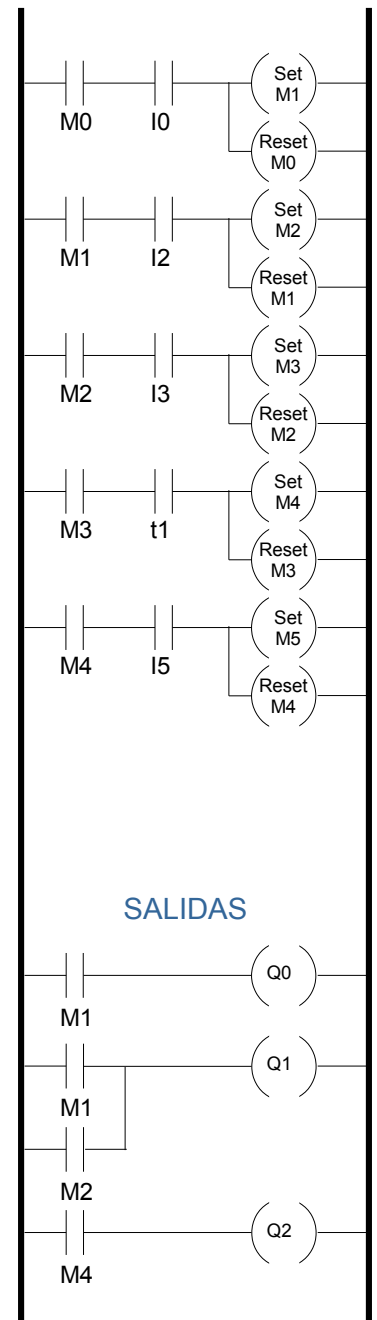 Set
M1
M0 I0
Reset
M0
Set
M2
M1 I2
Reset
M1
Set
M3
M2 I3
Reset
M2
Set
M4
M3 t1
Reset
M3
Set
M5
M4 I5
Reset
M4
SALIDAS
Q0
M1
Q1
M1
M2
Q2
M4